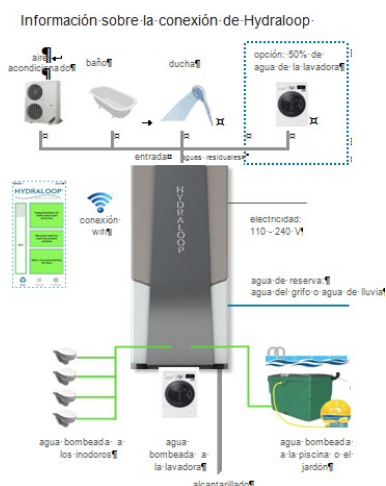 Información sobre la conexión de Hydraloop
aire
acondicionado
baño
ducha
opción: 50% de
agua de la lavadora
entrada
aguas residuales
HYDRALOOP
HYDRALOOP
conexión
wifi
electricidad:
110 - 240 V
agua de reserva:
agua del grifo o agua de lluvia
agua bombeada a
los inodoros
agua
bombeada a
la lavadora
agua bombeada
a la piscina o el
jardón
alcantarillado